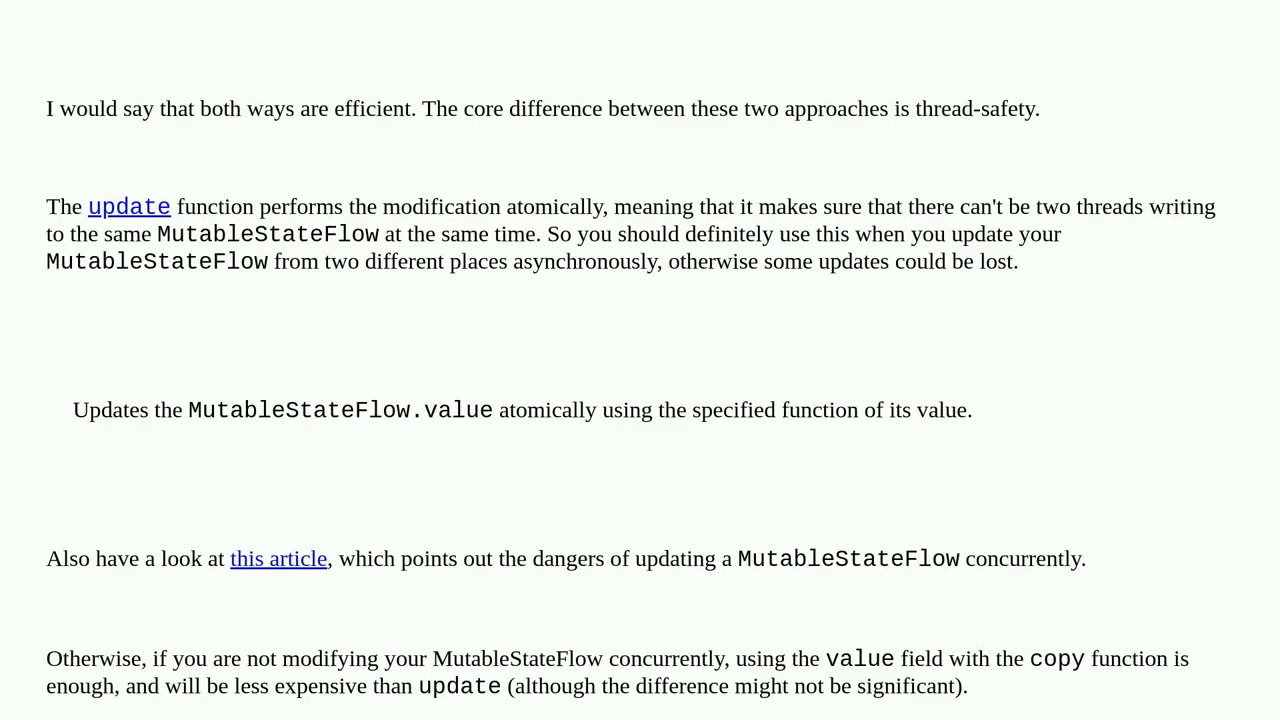 I would say that both ways are efficient. The core difference between these two approaches is thread-safety.
The update function performs the modification atomically, meaning that it makes sure that there can't be two threads writing
to the same MutableStateFlow at the same time. So you should definitely use this when you update your
MutableStateFlow from two different places asynchronously, otherwise some updates could be lost.
Updates the MutableStateFlow.value atomically using the specified function of its value.
Also have a look at this article, which points out the dangers of updating a MutableStateFlow concurrently.
Otherwise, if you are not modifying your MutableStateFlow concurrently, using the value field with the copy function is
enough, and will be less expensive than update (although the difference might not be significant).